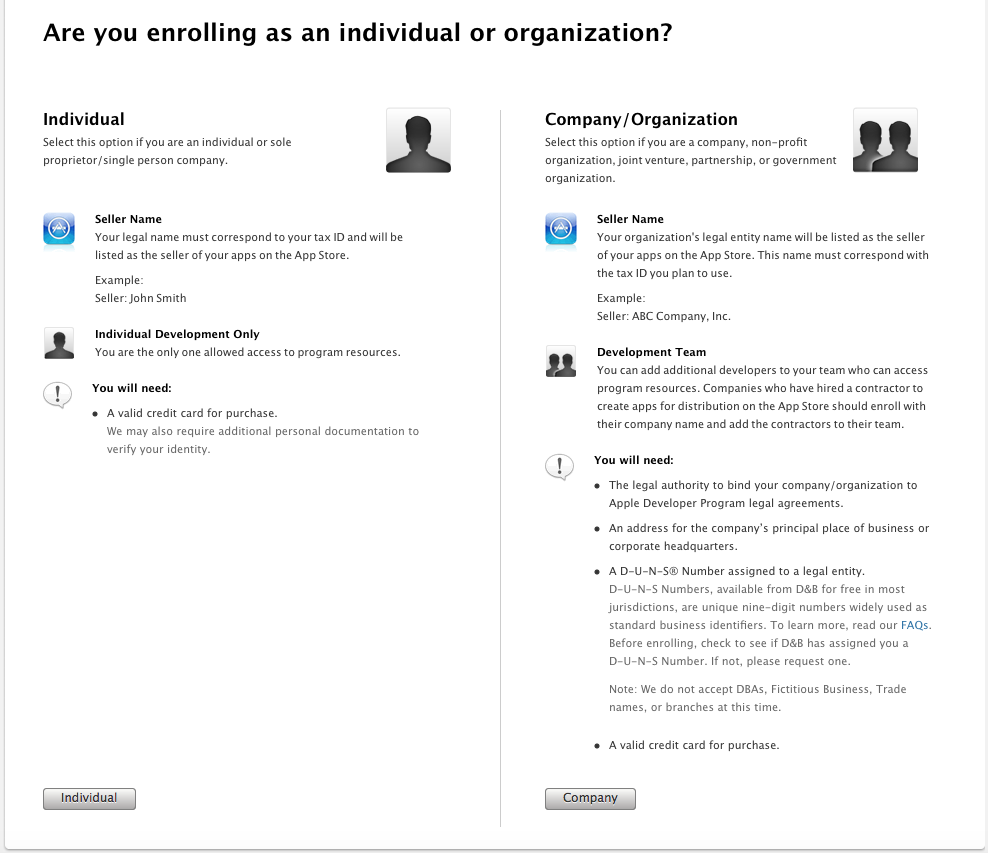 Are you enrolling as an individual or organization?
Individual
Select this option if you are an individual or sole
proprietor/single person company.
Seller Name
Your legal name must correspond to your tax ID and will be
listed as the seller of your apps on the App Store.
Example:
Seller: John Smith
Individual Development Only
You are the only one allowed access to program resources.
You will need:
• A valid credit card for purchase.
We may also require additional personal documentation to
verify your identity.
Individual
Company/Organization
Select this option if you are a company, non-profit
organization, joint venture, partnership, or government
organization.
Seller Name
Your organization's legal entity name will be listed as the seller
of your apps on the App Store. This name must correspond with
the tax ID you plan to use.
Example:
Seller: ABC Company, Inc.
Development Team
You can add additional developers to your team who can access
program resources. Companies who have hired a contractor to
create apps for distribution on the App Store should enroll with
their company name and add the contractors to their team.
You will need:
• The legal authority to bind your company/organization to
Apple Developer Program legal agreements.
• An address for the company's principal place of business or
corporate headquarters.
• A D-U-N-S® Number assigned to a legal entity.
D-U-N-S Numbers, available from D&B for free in most
jurisdictions, are unique nine-digit numbers widely used as
standard business identifiers. To learn more, read our FAQs.
Before enrolling, check to see if D&B has assigned you a
D-U-N-S Number. If not, please request one.
Note: We do not accept DBAs, Fictitious Business, Trade
names, or branches at this time.
• A valid credit card for purchase.
Company